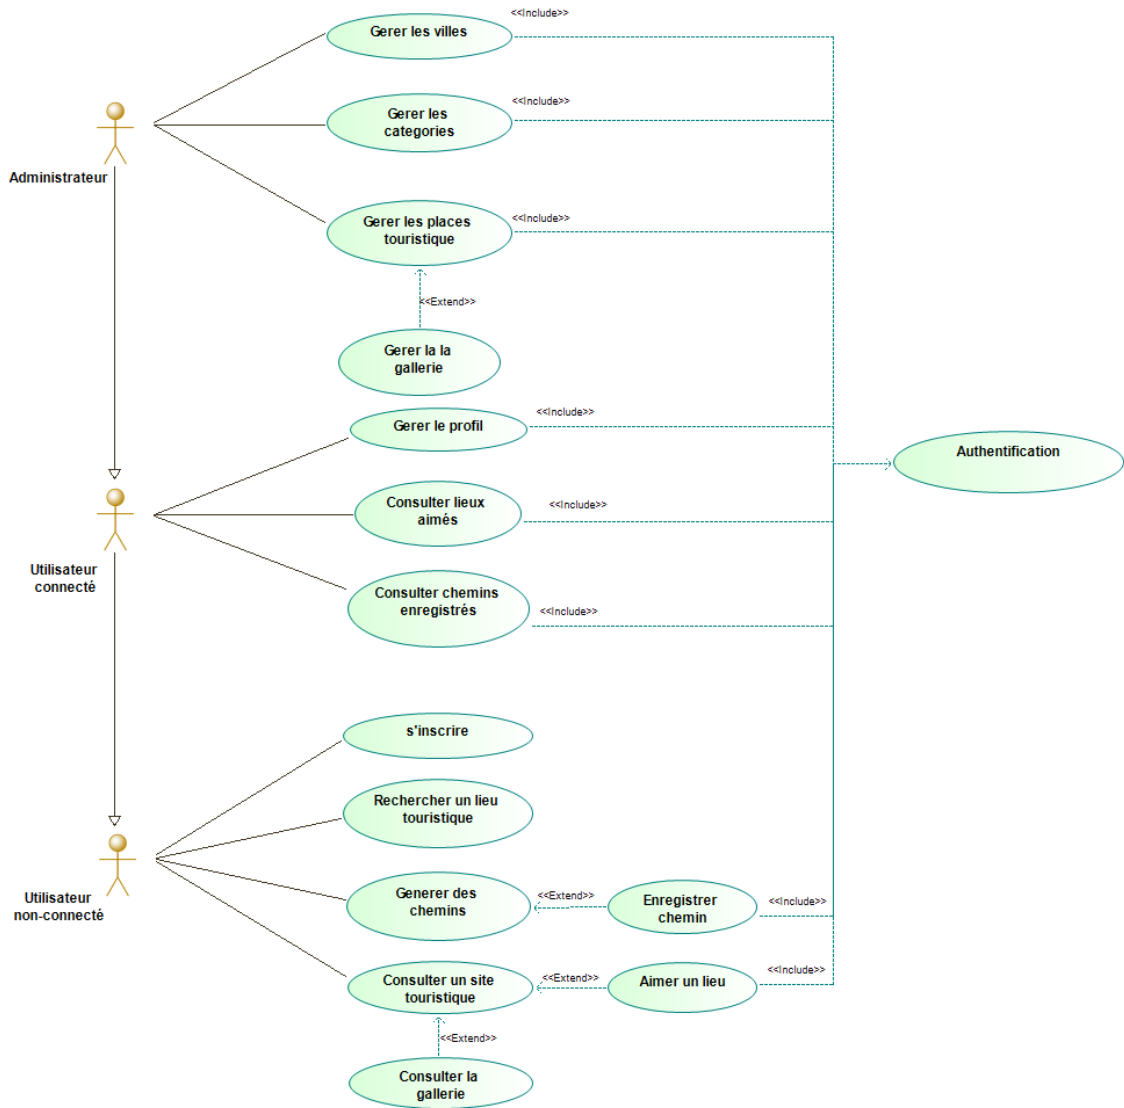 <<Include>>
Gerer les villes
<<Include>>
Gerer les
categories
Administrateur
<<Include>>
Gerer les places
touristique
<<Extend>>
Gerer la la
gallerie
<<Include>>
Gerer le profil
Authentification
<<Include>>
Consulter lieux
aimés
Utilisateur
connecté
Consulter chemins
enregistrés
<<Include>>
s'inscrire
Rechercher un lieu
touristique
Utilisateur
non-connecté
Generer des
chemins
<<Extend>>
Enregistrer
chemin
<<Include>>
Consulter un site
touristique
<<Extend>>
Aimer un lieu
<<Include>>
<<Extend>>
Consulter la
gallerie